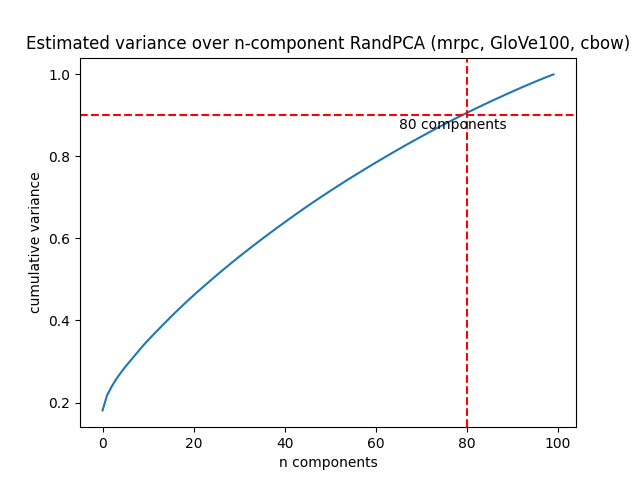 Estimated variance over n-component RandPCA (mrpc, GloVe100, cbow)
1.0
0.8
0.6
0.4
0.2
cumulative variance
80 components
0 20 40 60 80 100
n components